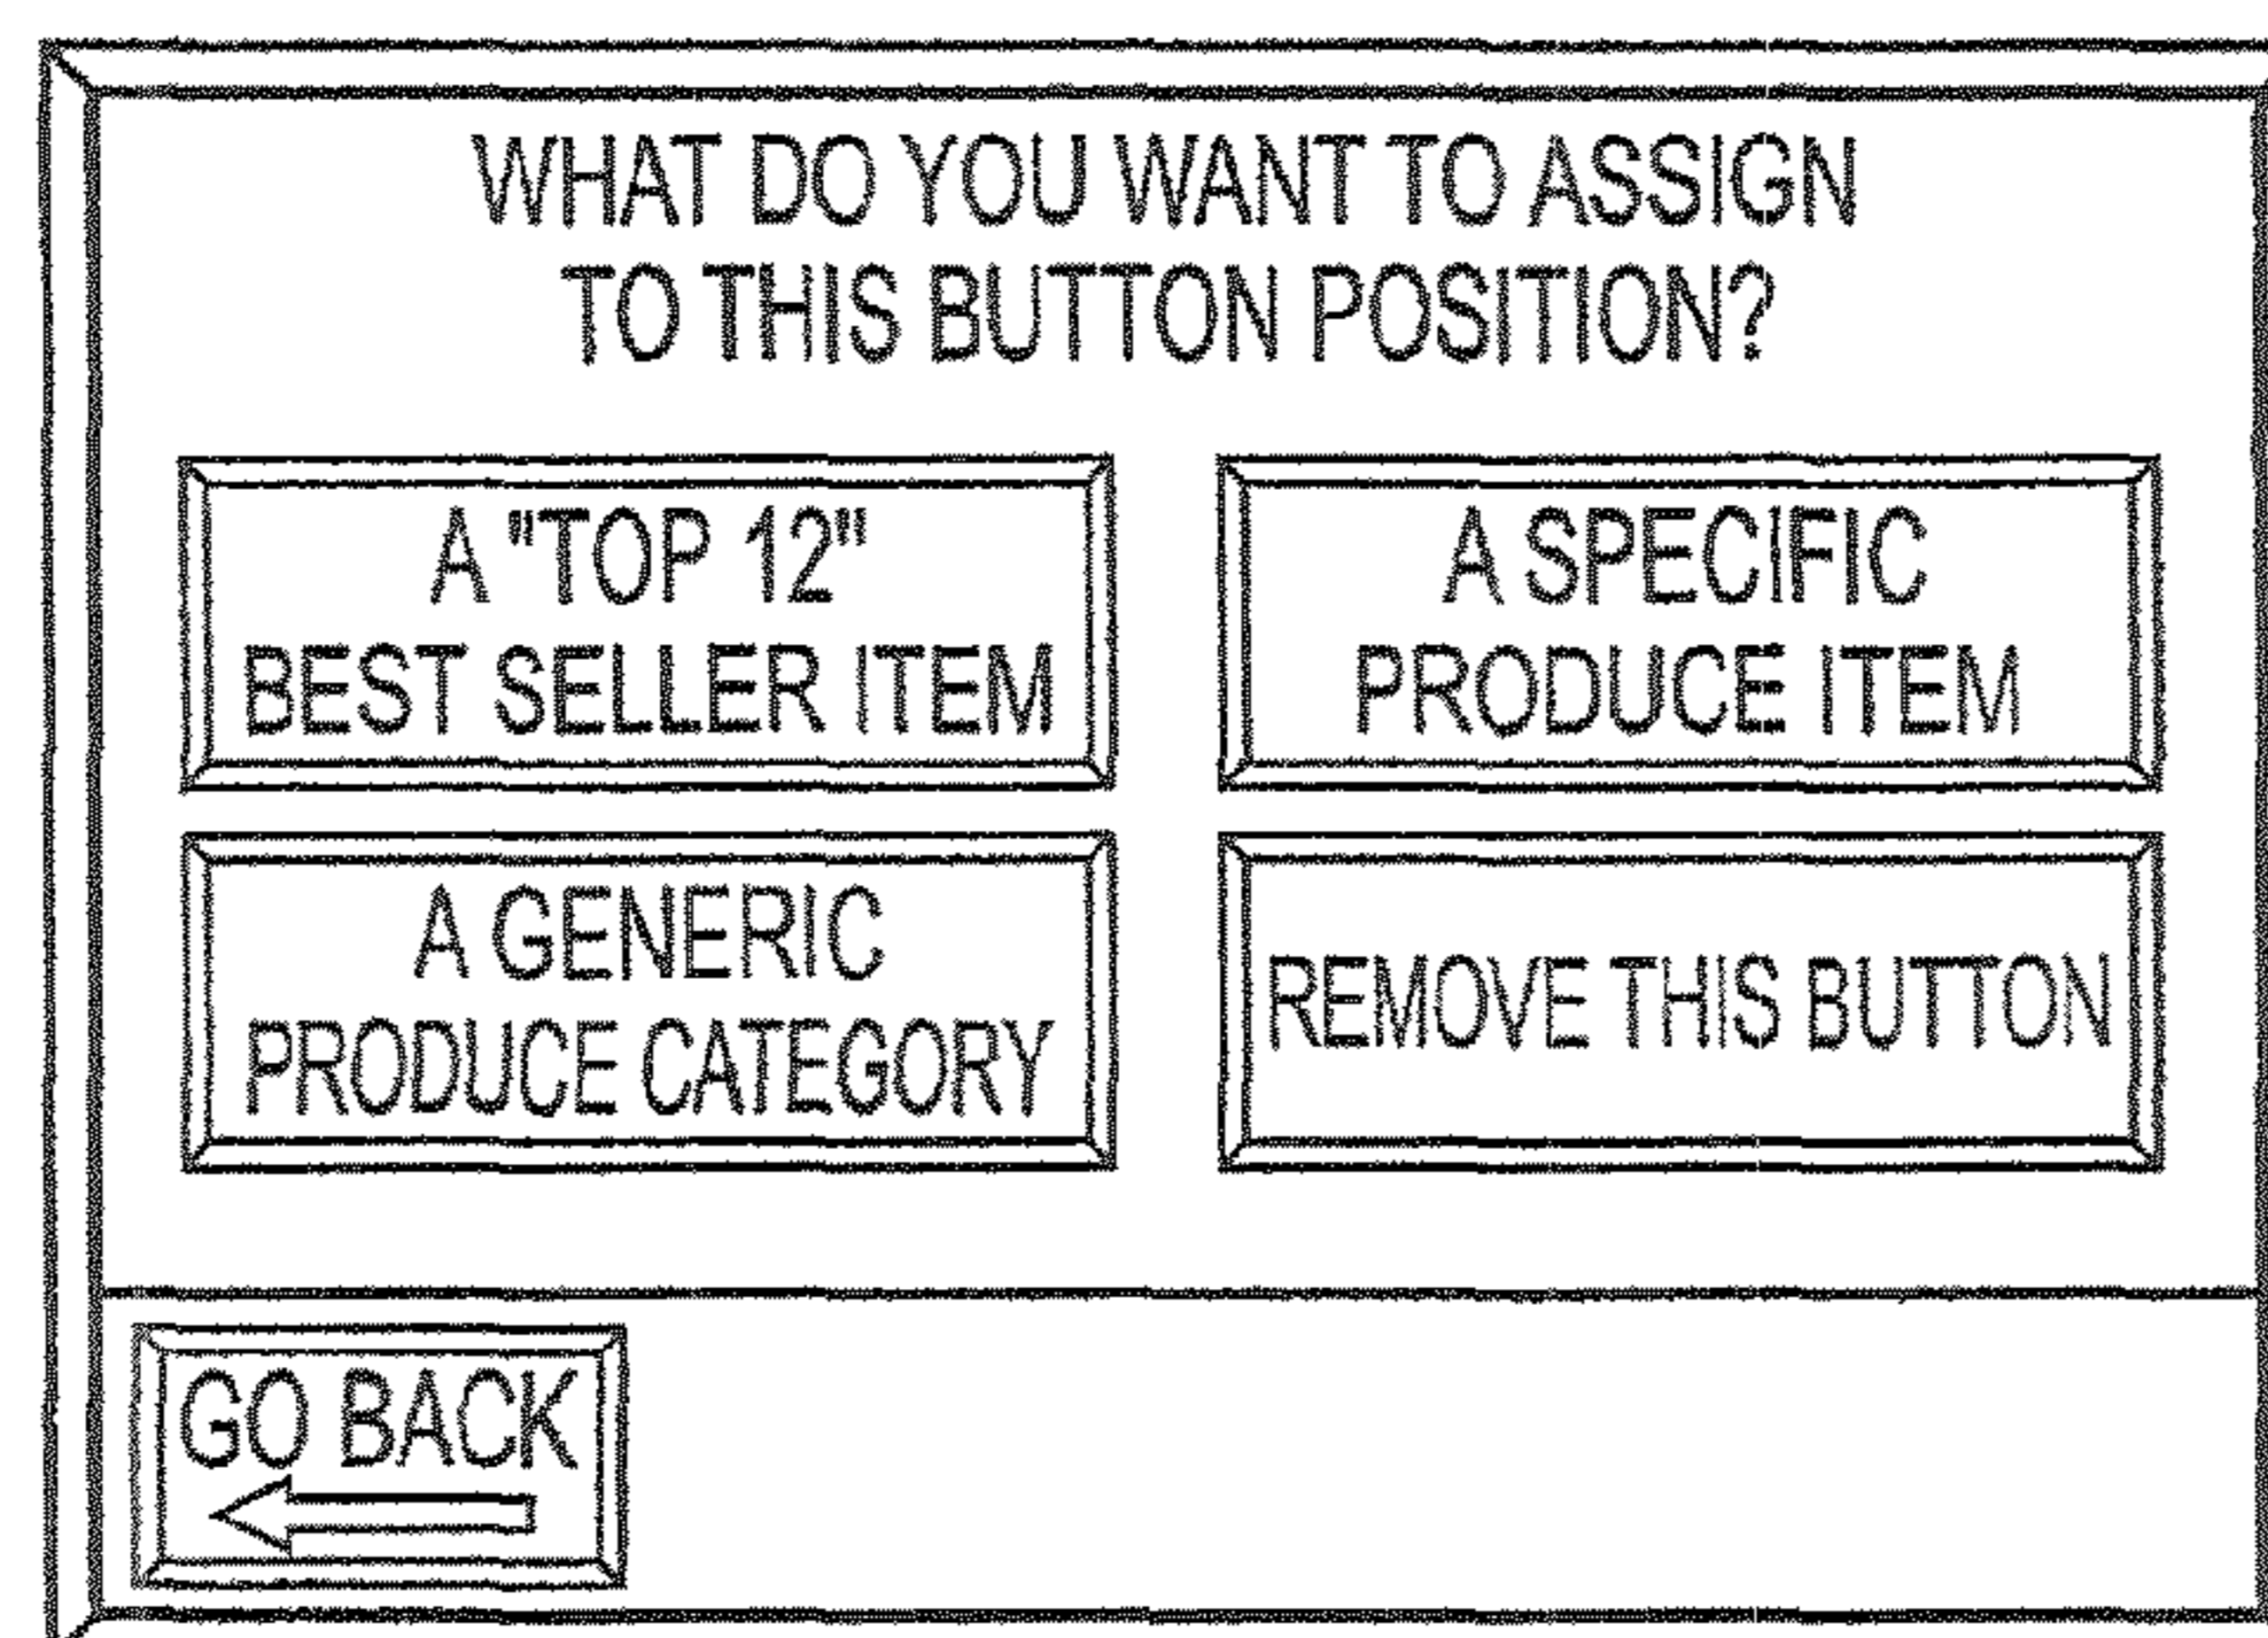 WHAT DO YOU WANT TO ASSIGN
TO THIS BUTTON POSITION?
A "TOP 12"
BEST SELLER ITEM
A SPECIFIC
PRODUCE ITEM
A GENERIC
PRODUCE CATEGORY
REMOVE THIS BUTTON
GO BACK